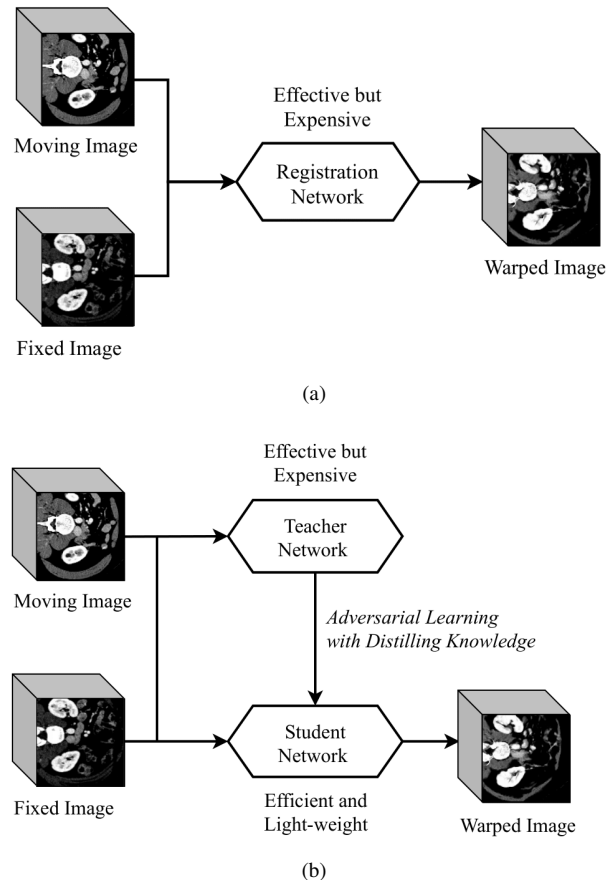 Moving Image
Effective but
Expensive
Registration
Network
Warped Image
Fixed Image
(a)
Effective but
Expensive
Teacher
Network
Moving Image
Adversarial Learning
with Distilling Knowledge
Student
Network
Fixed Image
Efficient and
Light-weight
Warped Image
(b)